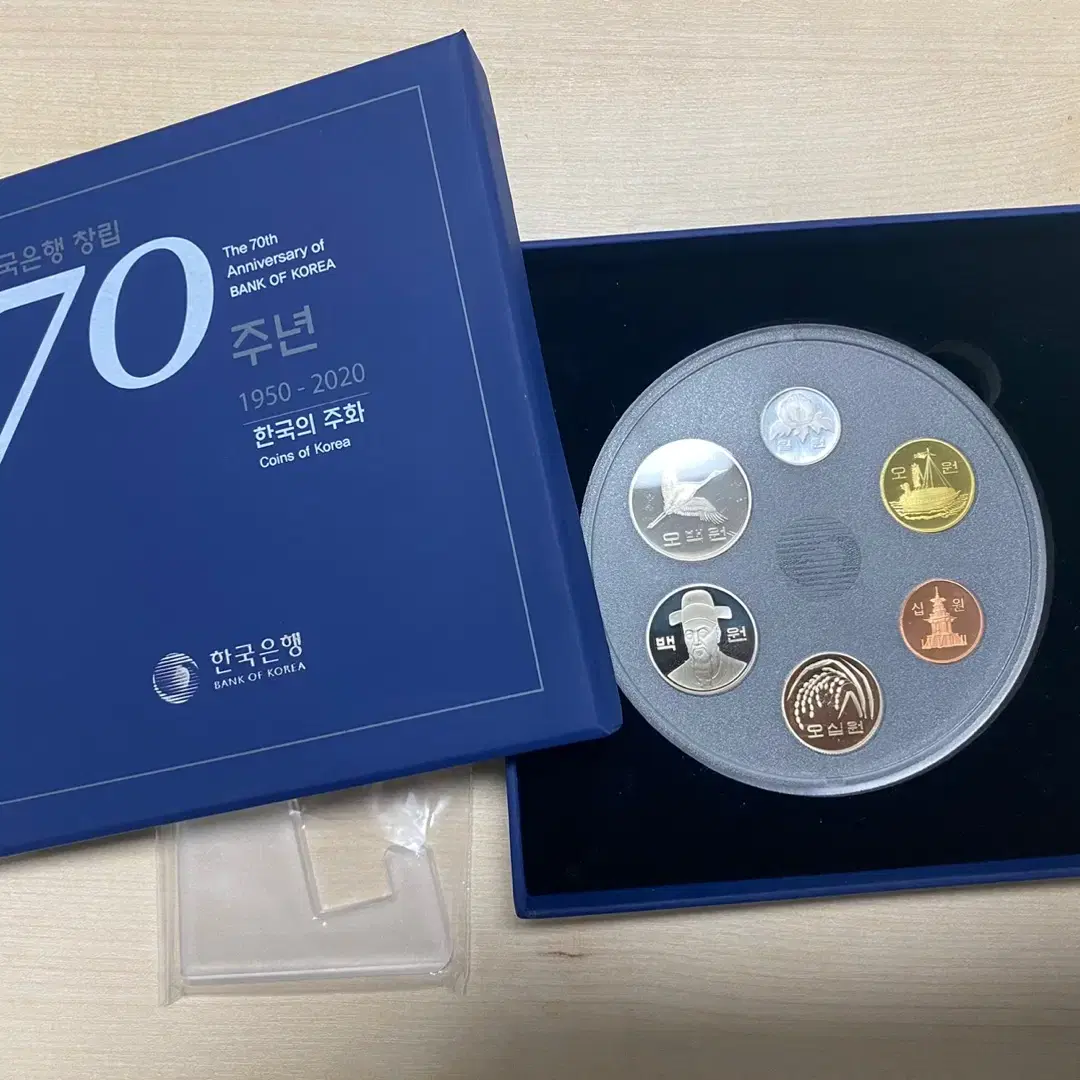 국은행 창립
70
The 70th
Anniversary of
BANK OF KOREA
주년
1950 - 2020
한국의 주화
Coins of Korea
한국은행
BANK OF KOREA
일 원
오 원
십 원
오십원
백 원
오백원